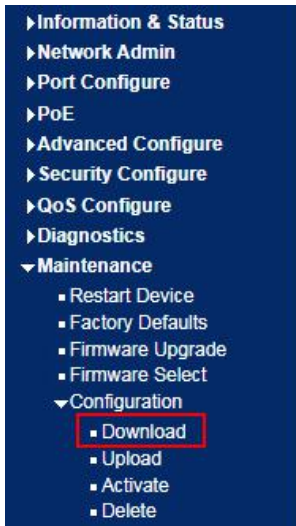 Information & Status
Network Admin
Port Configure
PoE
Advanced Configure
Security Configure
QoS Configure
Diagnostics
Maintenance
Restart Device
Factory Defaults
Firmware Upgrade
Firmware Select
Configuration
Download
Upload
Activate
Delete